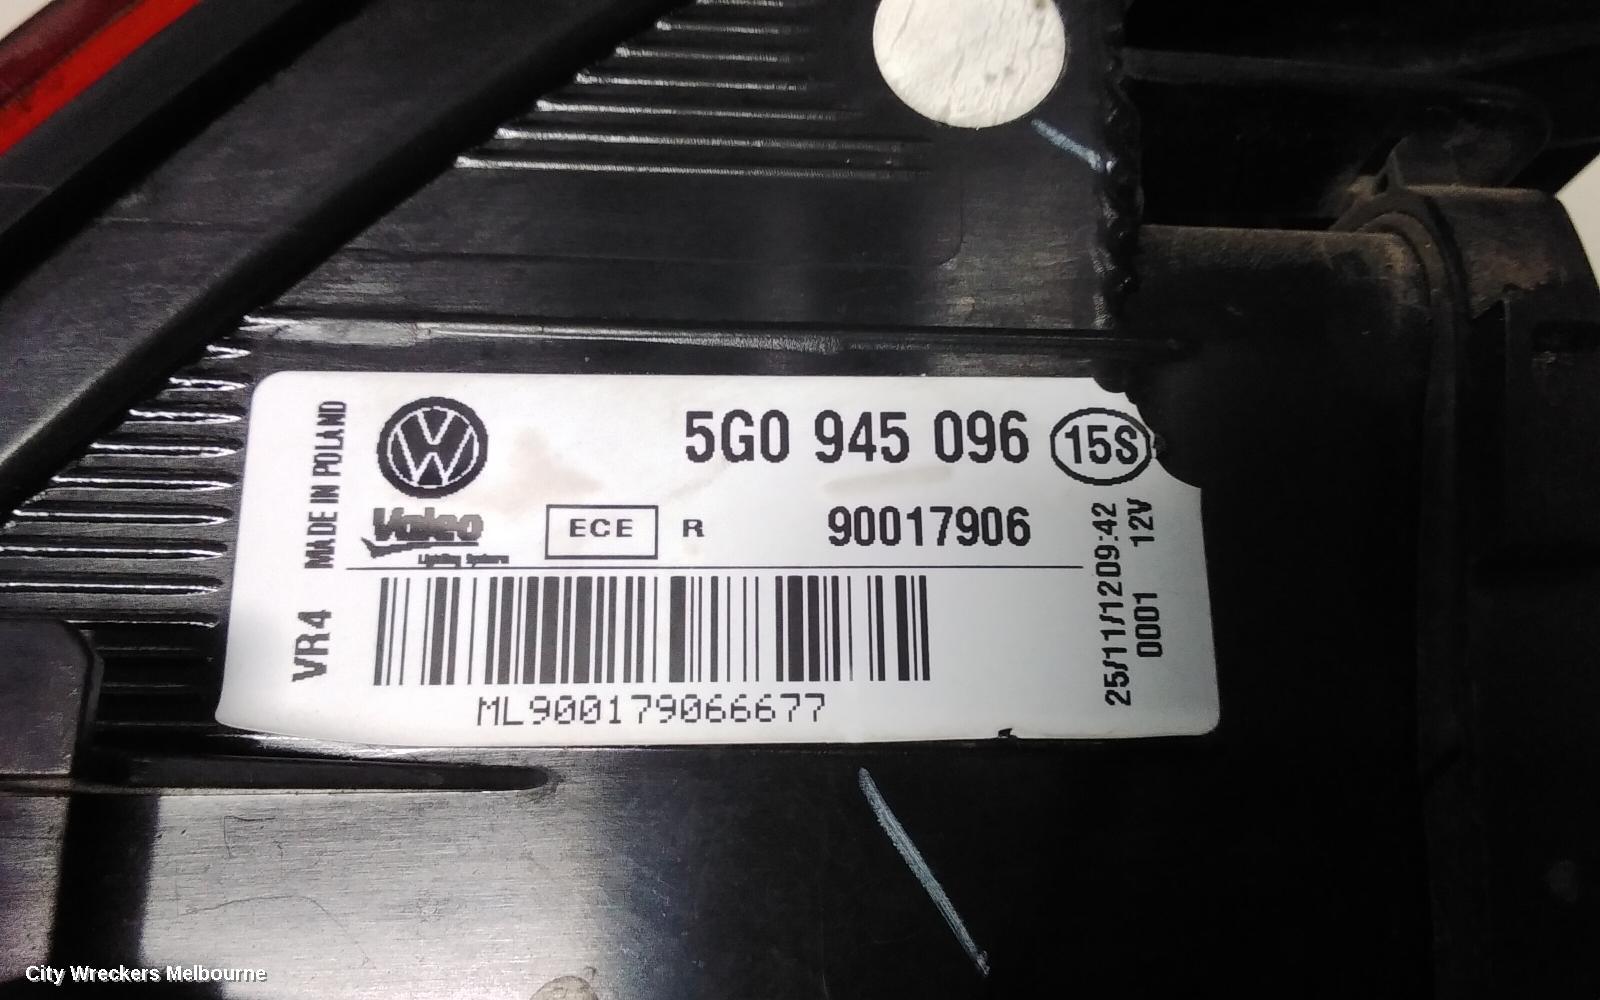 MADE IN POLAND
VR4
5G0 945 096 15S
Valeo
Lighting Systems
ECE R 90017906
ML900179066677
25/11/1209:42
0001 12V
City Wreckers Melbourne